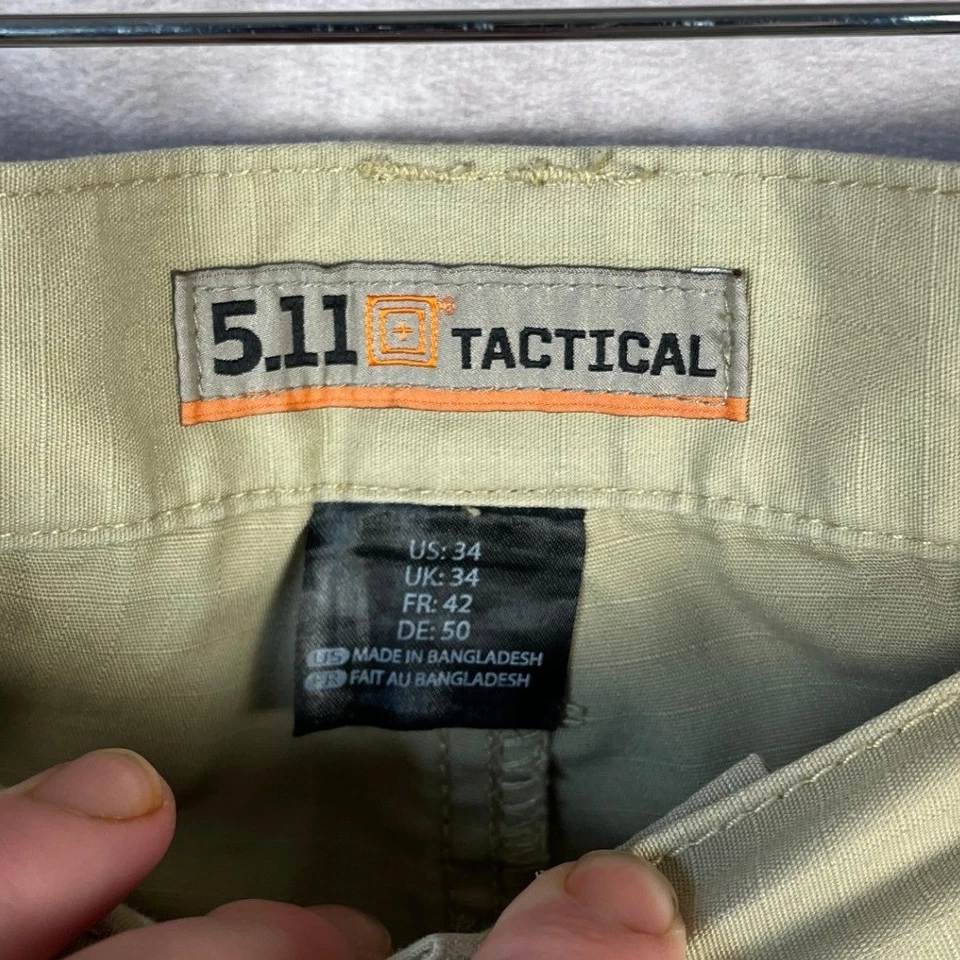 5.11® TACTICAL
US: 34
UK: 34
FR: 42
DE: 50
US MADE IN BANGLADESH
FR FAIT AU BANGLADESH